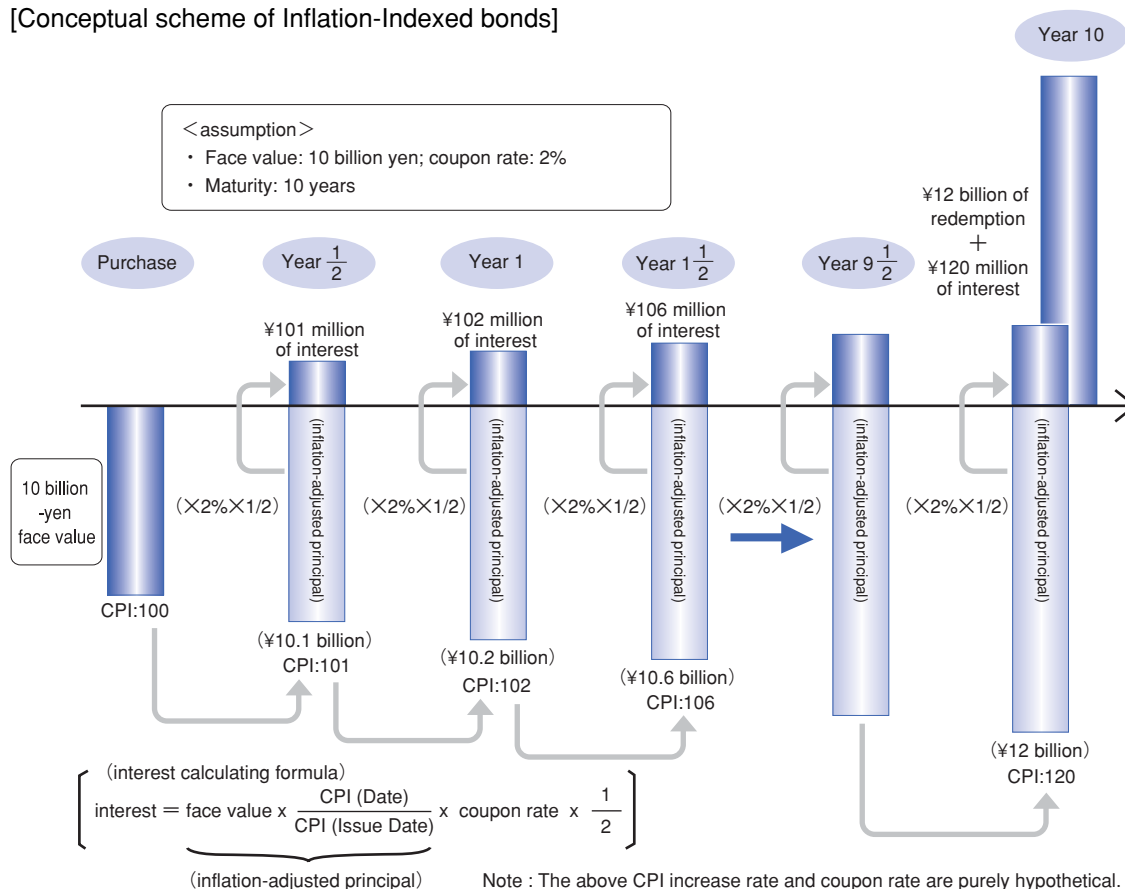 [Conceptual scheme of Inflation-Indexed bonds]
Year 10
＜assumption＞
・ Face value: 10 billion yen; coupon rate: 2%
・ Maturity: 10 years
¥12 billion of
redemption
+
¥120 million
of interest
Purchase
Year 1/2
Year 1
Year 1 1/2
Year 9 1/2
¥101 million
of interest
¥102 million
of interest
¥106 million
of interest
10 billion
-yen
face value
(×2%×1/2)
(×2%×1/2)
(×2%×1/2)
(×2%×1/2)
(×2%×1/2)
(inflation-adjusted principal)
(inflation-adjusted principal)
(inflation-adjusted principal)
(inflation-adjusted principal)
(inflation-adjusted principal)
CPI:100
(¥10.1 billion)
CPI:101
(¥10.2 billion)
CPI:102
(¥10.6 billion)
CPI:106
(¥12 billion)
CPI:120
(interest calculating formula)
interest = face value x CPI (Date) / CPI (Issue Date) x coupon rate x 1/2
(inflation-adjusted principal)
Note : The above CPI increase rate and coupon rate are purely hypothetical.